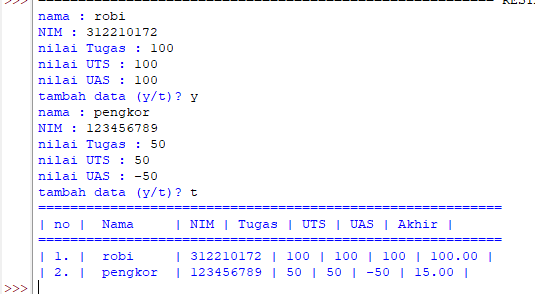 nama : robi
NIM : 312210172
nilai Tugas : 100
nilai UTS : 100
nilai UAS : 100
tambah data (y/t)? y
nama : pengkor
NIM : 123456789
nilai Tugas : 50
nilai UTS : 50
nilai UAS : -50
tambah data (y/t)? t
==========================================================
| no |  Nama     | NIM | Tugas | UTS | UAS | Akhir |
==========================================================
| 1. |  robi     | 312210172 | 100 | 100 | 100 | 100.00 |
| 2. |  pengkor  | 123456789 | 50 | 50 | -50 | 15.00 |
>>>